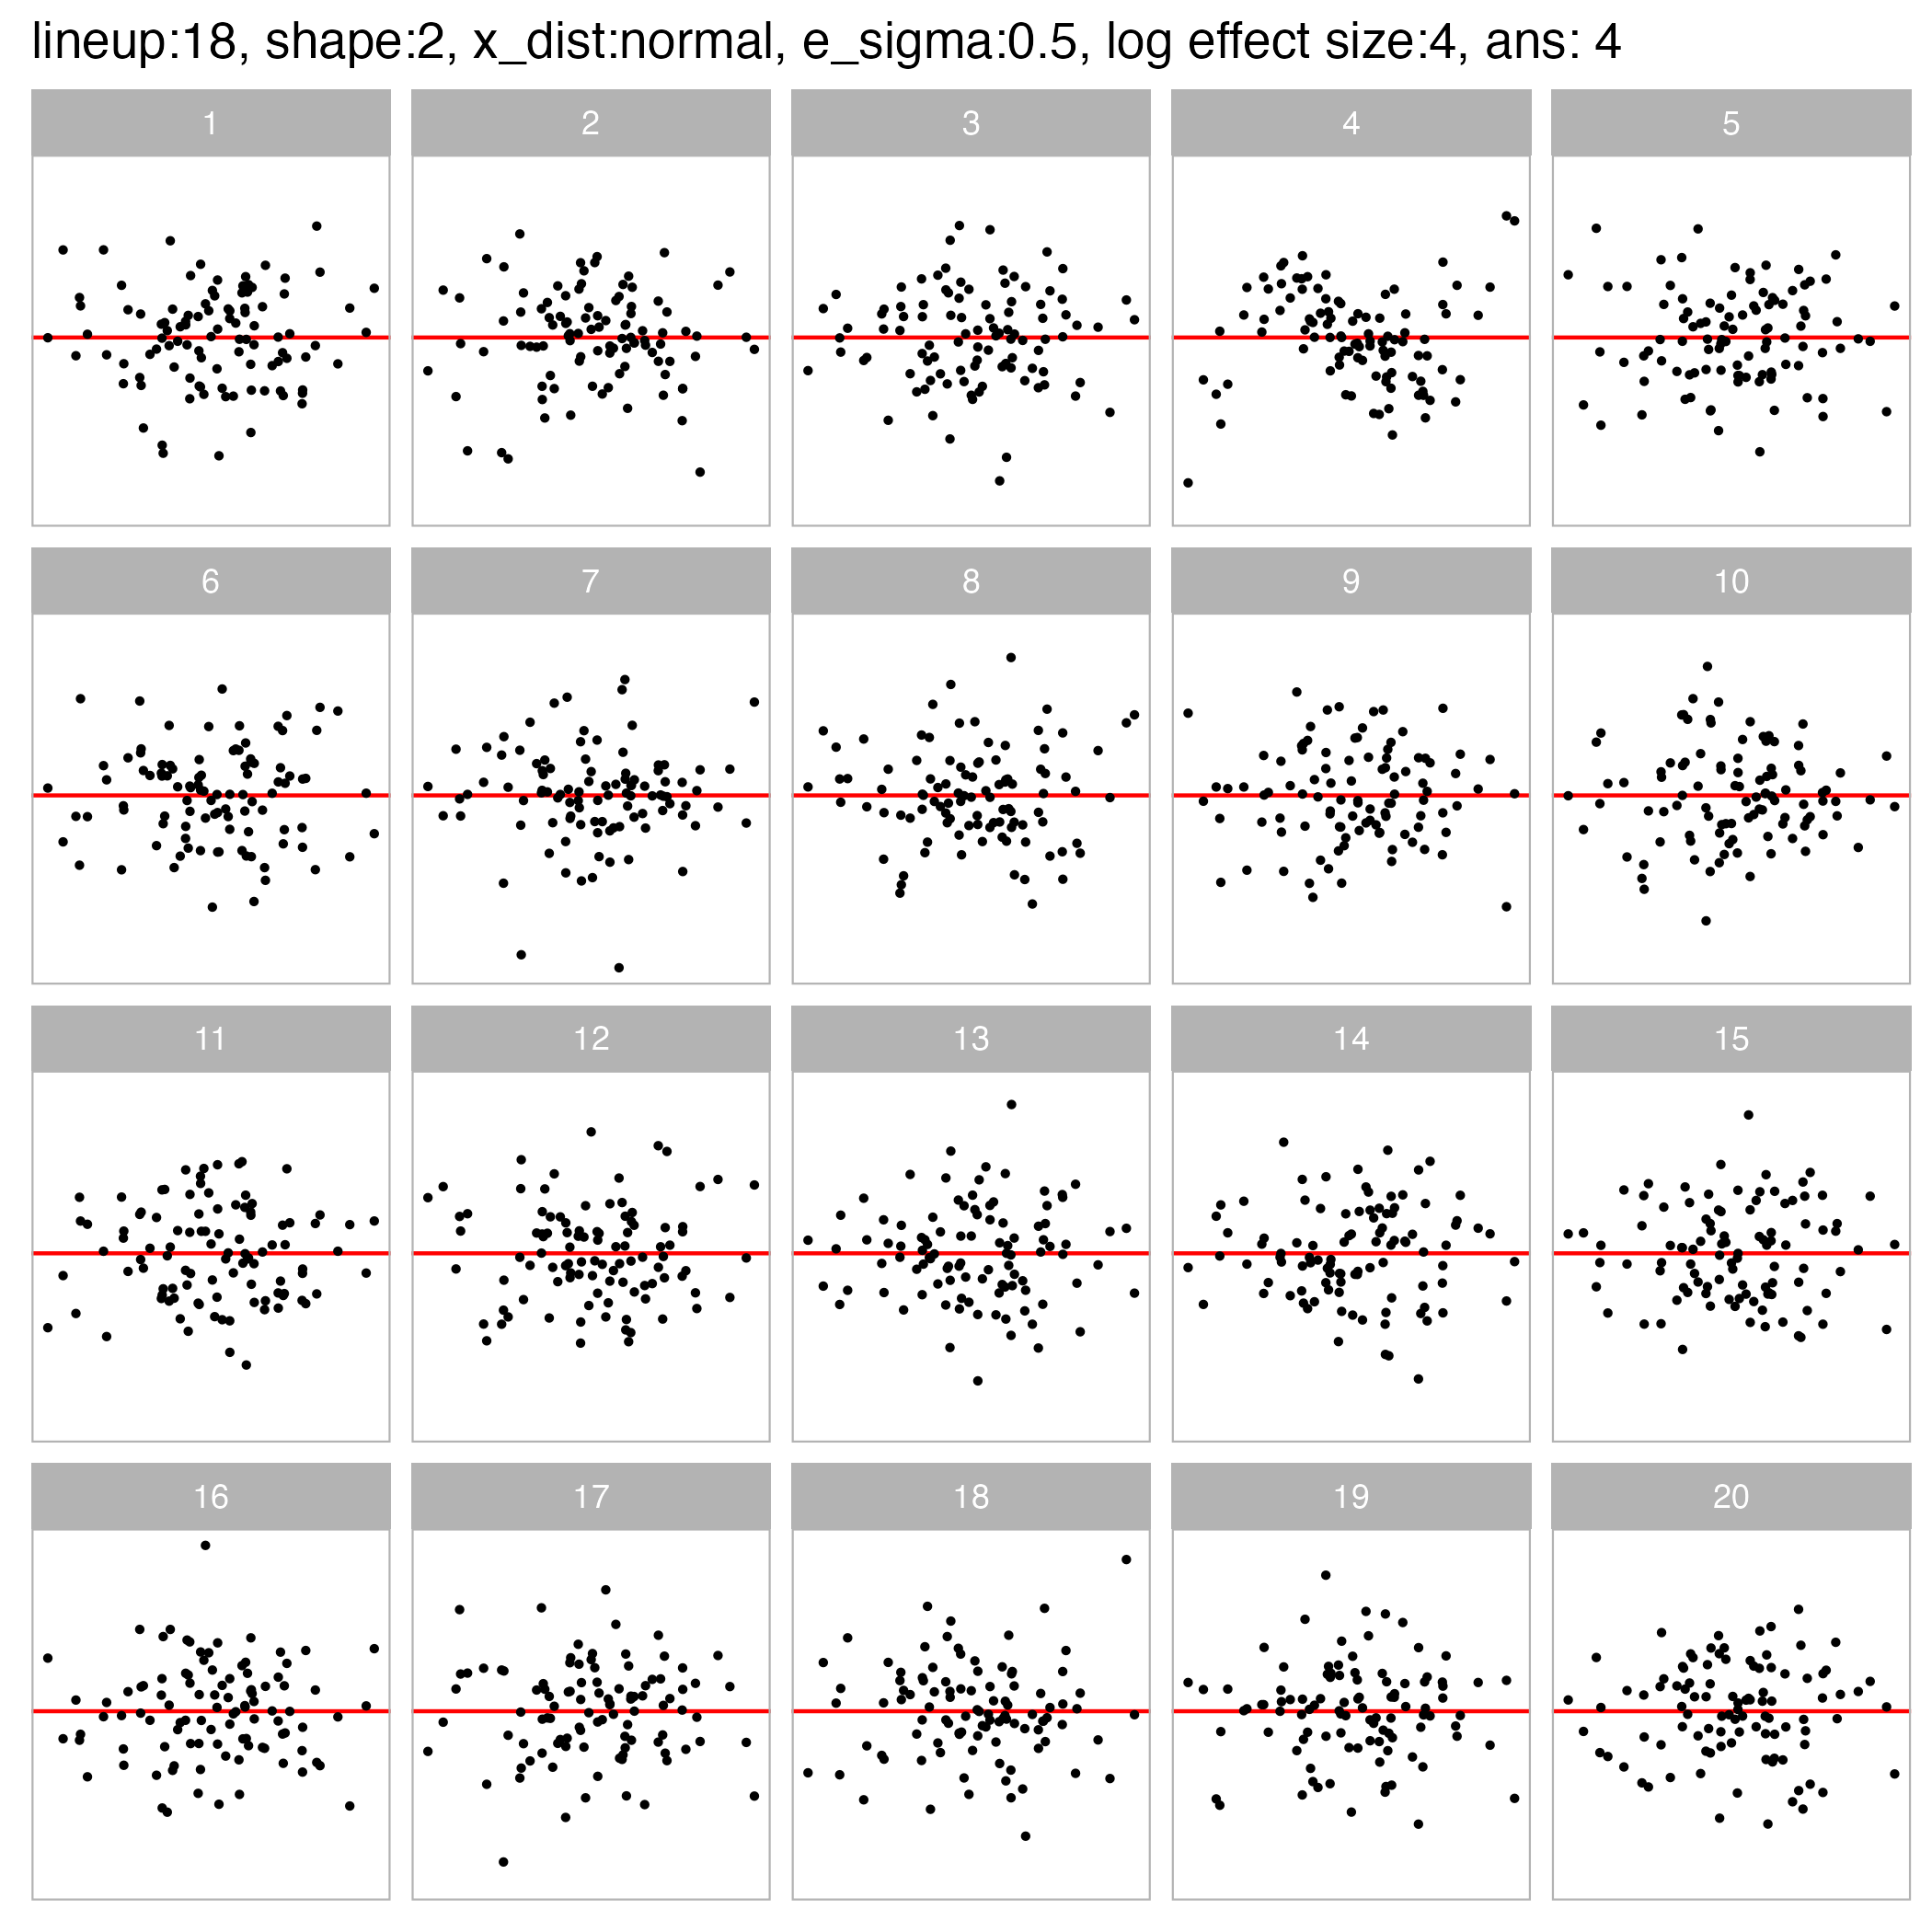 lineup:18, shape:2, x_dist:normal, e_sigma:0.5, log effect size:4, ans: 4
1 2 3 4 5
6 7 8 9 10
11 12 13 14 15
16 17 18 19 20